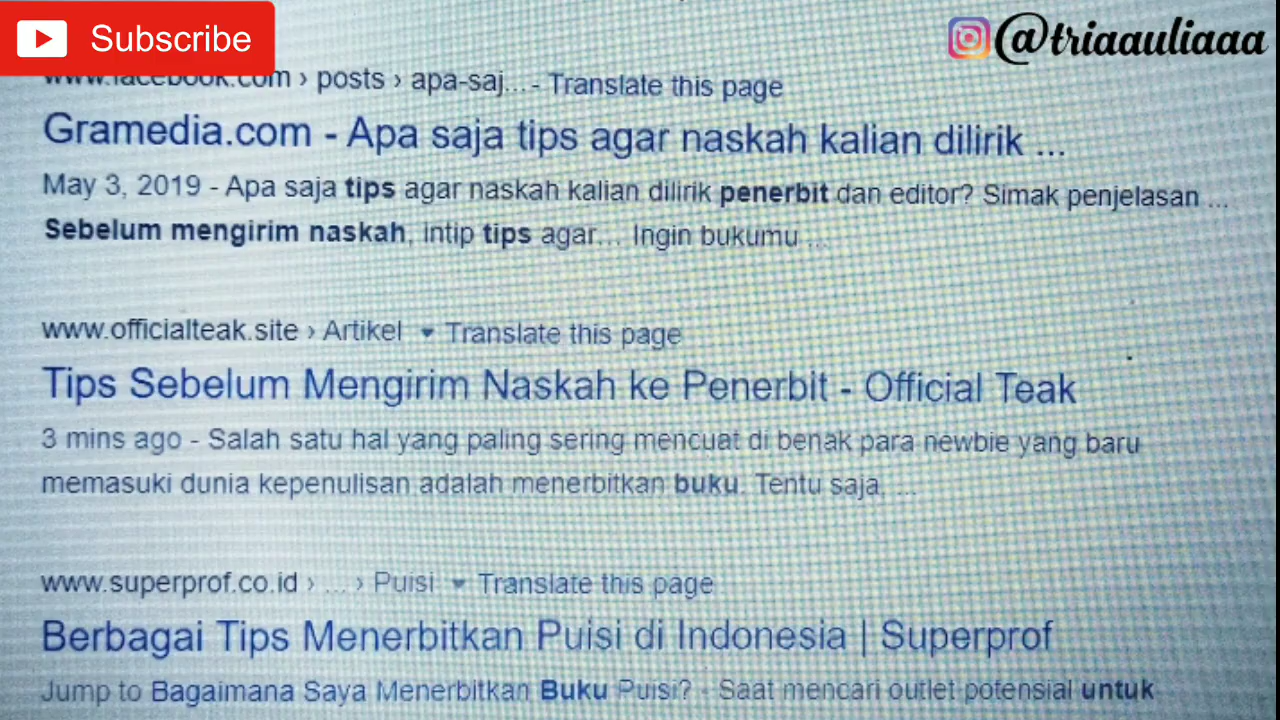 Subscribe
@triaauliaaa
www.facebook.com › posts › apa-saj... - Translate this page
Gramedia.com - Apa saja tips agar naskah kalian dilirik ...
May 3, 2019 - Apa saja tips agar naskah kalian dilirik penerbit dan editor? Simak penjelasan ...
Sebelum mengirim naskah, intip tips agar... Ingin bukumu ...
www.officialteak.site › Artikel ▾ Translate this page
Tips Sebelum Mengirim Naskah ke Penerbit - Official Teak
3 mins ago - Salah satu hal yang paling sering mencuat di benak para newbie yang baru
memasuki dunia kepenulisan adalah menerbitkan buku. Tentu saja, ...
www.superprof.co.id › ... › Puisi ▾ Translate this page
Berbagai Tips Menerbitkan Puisi di Indonesia | Superprof
Jump to Bagaimana Saya Menerbitkan Buku Puisi? - Saat mencari outlet potensial untuk